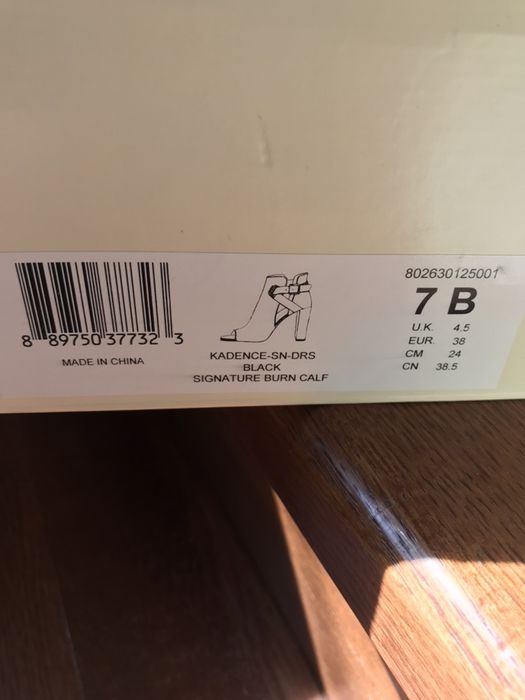 8 89750 37732 3
MADE IN CHINA
KADENCE-SN-DRS
BLACK
SIGNATURE BURN CALF
802630125001
7 B
U.K. 4.5
EUR. 38
CM 24
CN 38.5